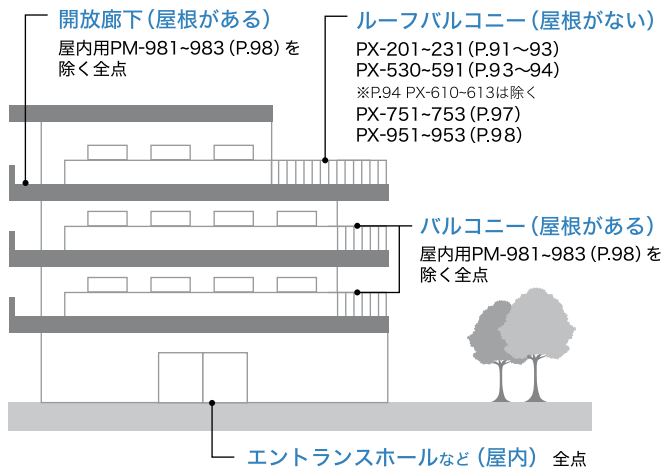 開放廊下（屋根がある）
屋内用PM-981~983（P.98）を
除く全点
ルーフバルコニー（屋根がない）
PX-201~231（P.91～93）
PX-530~591（P.93～94）
※P.94 PX-610~613は除く
PX-751~753（P.97）
PX-951~953（P.98）
バルコニー（屋根がある）
屋内用PM-981~983（P.98）を
除く全点
エントランスホールなど（屋内） 全点